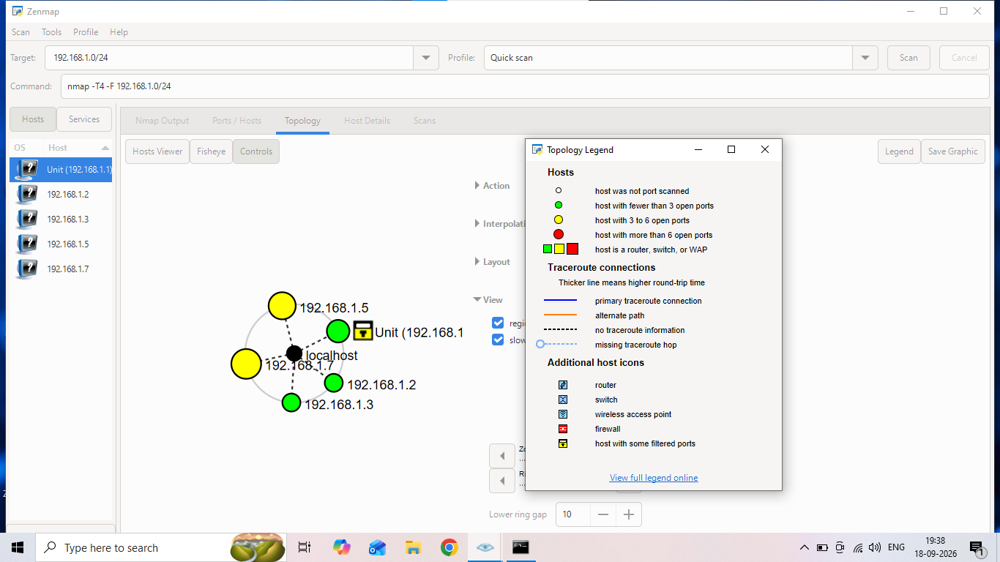 Zenmap
Scan Tools Profile Help
Target: 192.168.1.0/24 Profile: Quick scan Scan Cancel
Command: nmap -T4 -F 192.168.1.0/24
Hosts Services
Nmap Output Ports / Hosts Topology Host Details Scans
OS Host
Unit (192.168.1.1)
192.168.1.2
192.168.1.3
192.168.1.5
192.168.1.7
Hosts Viewer Fisheye Controls Legend Save Graphic
Action
Interpolati
Layout
View
regi
slow
192.168.1.5
Unit (192.168.1
localhost
192.168.1.7
192.168.1.2
192.168.1.3
Lower ring gap 10
Topology Legend
Hosts
host was not port scanned
host with fewer than 3 open ports
host with 3 to 6 open ports
host with more than 6 open ports
host is a router, switch, or WAP
Traceroute connections
Thicker line means higher round-trip time
primary traceroute connection
alternate path
no traceroute information
missing traceroute hop
Additional host icons
router
switch
wireless access point
firewall
host with some filtered ports
View full legend online
Type here to search
ENG
19:38
18-09-2026
1